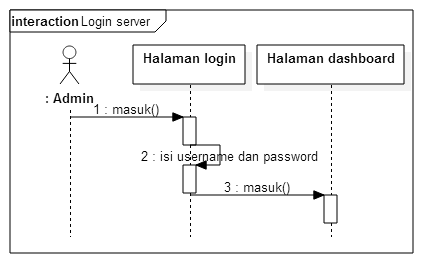 interaction Login server
Halaman login
Halaman dashboard
: Admin
1 : masuk()
2 : isi username dan password
3 : masuk()